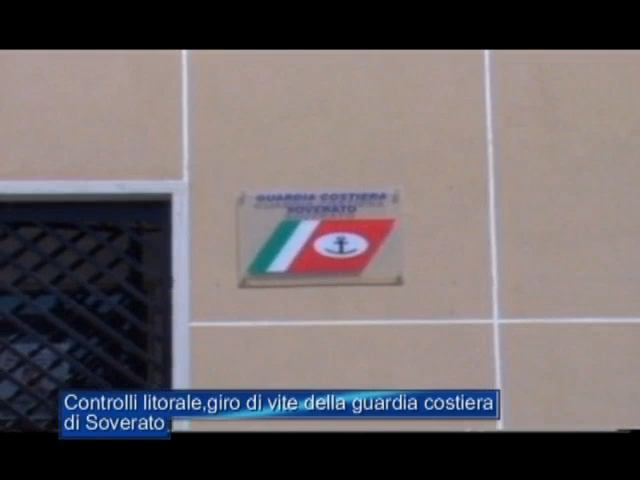 GUARDIA COSTIERA
SOVERATO
Controlli litorale,giro di vite della guardia costiera
di Soverato